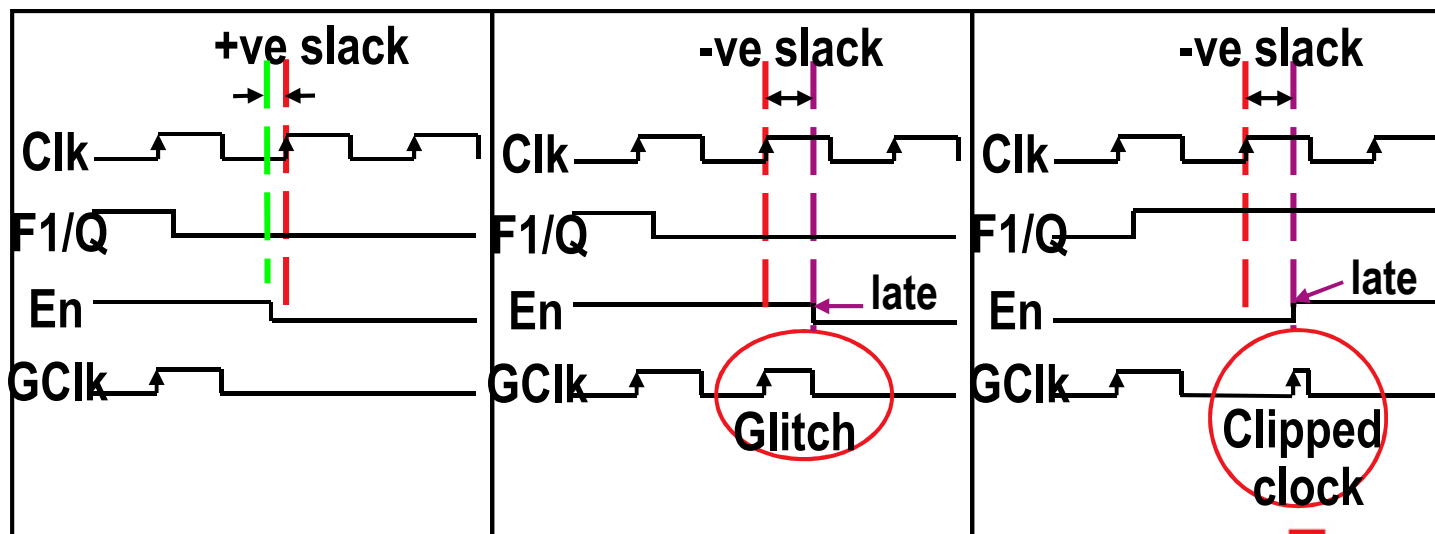 +ve slack
Clk
F1/Q
En
GClk
-ve slack
Clk
F1/Q
En
late
GClk
Glitch
-ve slack
Clk
F1/Q
En
late
GClk
Clipped
clock